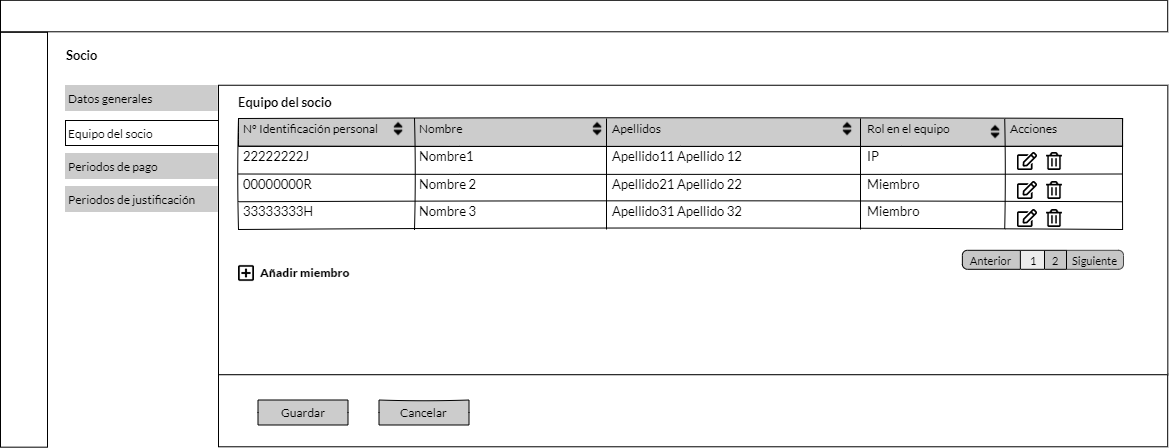 Socio
Datos generales
Equipo del socio
Periodos de pago
Periodos de justificación
Equipo del socio
Nº Identificación personal Nombre Apellidos Rol en el equipo Acciones
22222222J Nombre1 Apellido11 Apellido 12 IP
00000000R Nombre 2 Apellido21 Apellido 22 Miembro
33333333H Nombre 3 Apellido31 Apellido 32 Miembro
Anterior 1 2 Siguiente
Añadir miembro
Guardar Cancelar